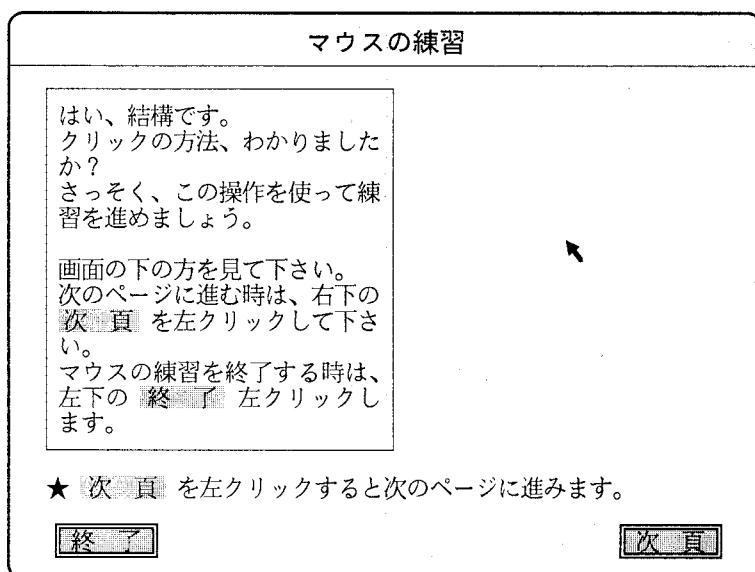 マウスの練習
はい、結構です。
クリックの方法、わかりました
か？
さっそく、この操作を使って練
習を進めましょう。
画面の下の方を見て下さい。
次のページに進む時は、右下の
次　頁 を左クリックして下さ
い。
マウスの練習を終了する時は、
左下の 終　了 左クリックし
ます。
★ 次　頁 を左クリックすると次のページに進みます。
終　了
次　頁